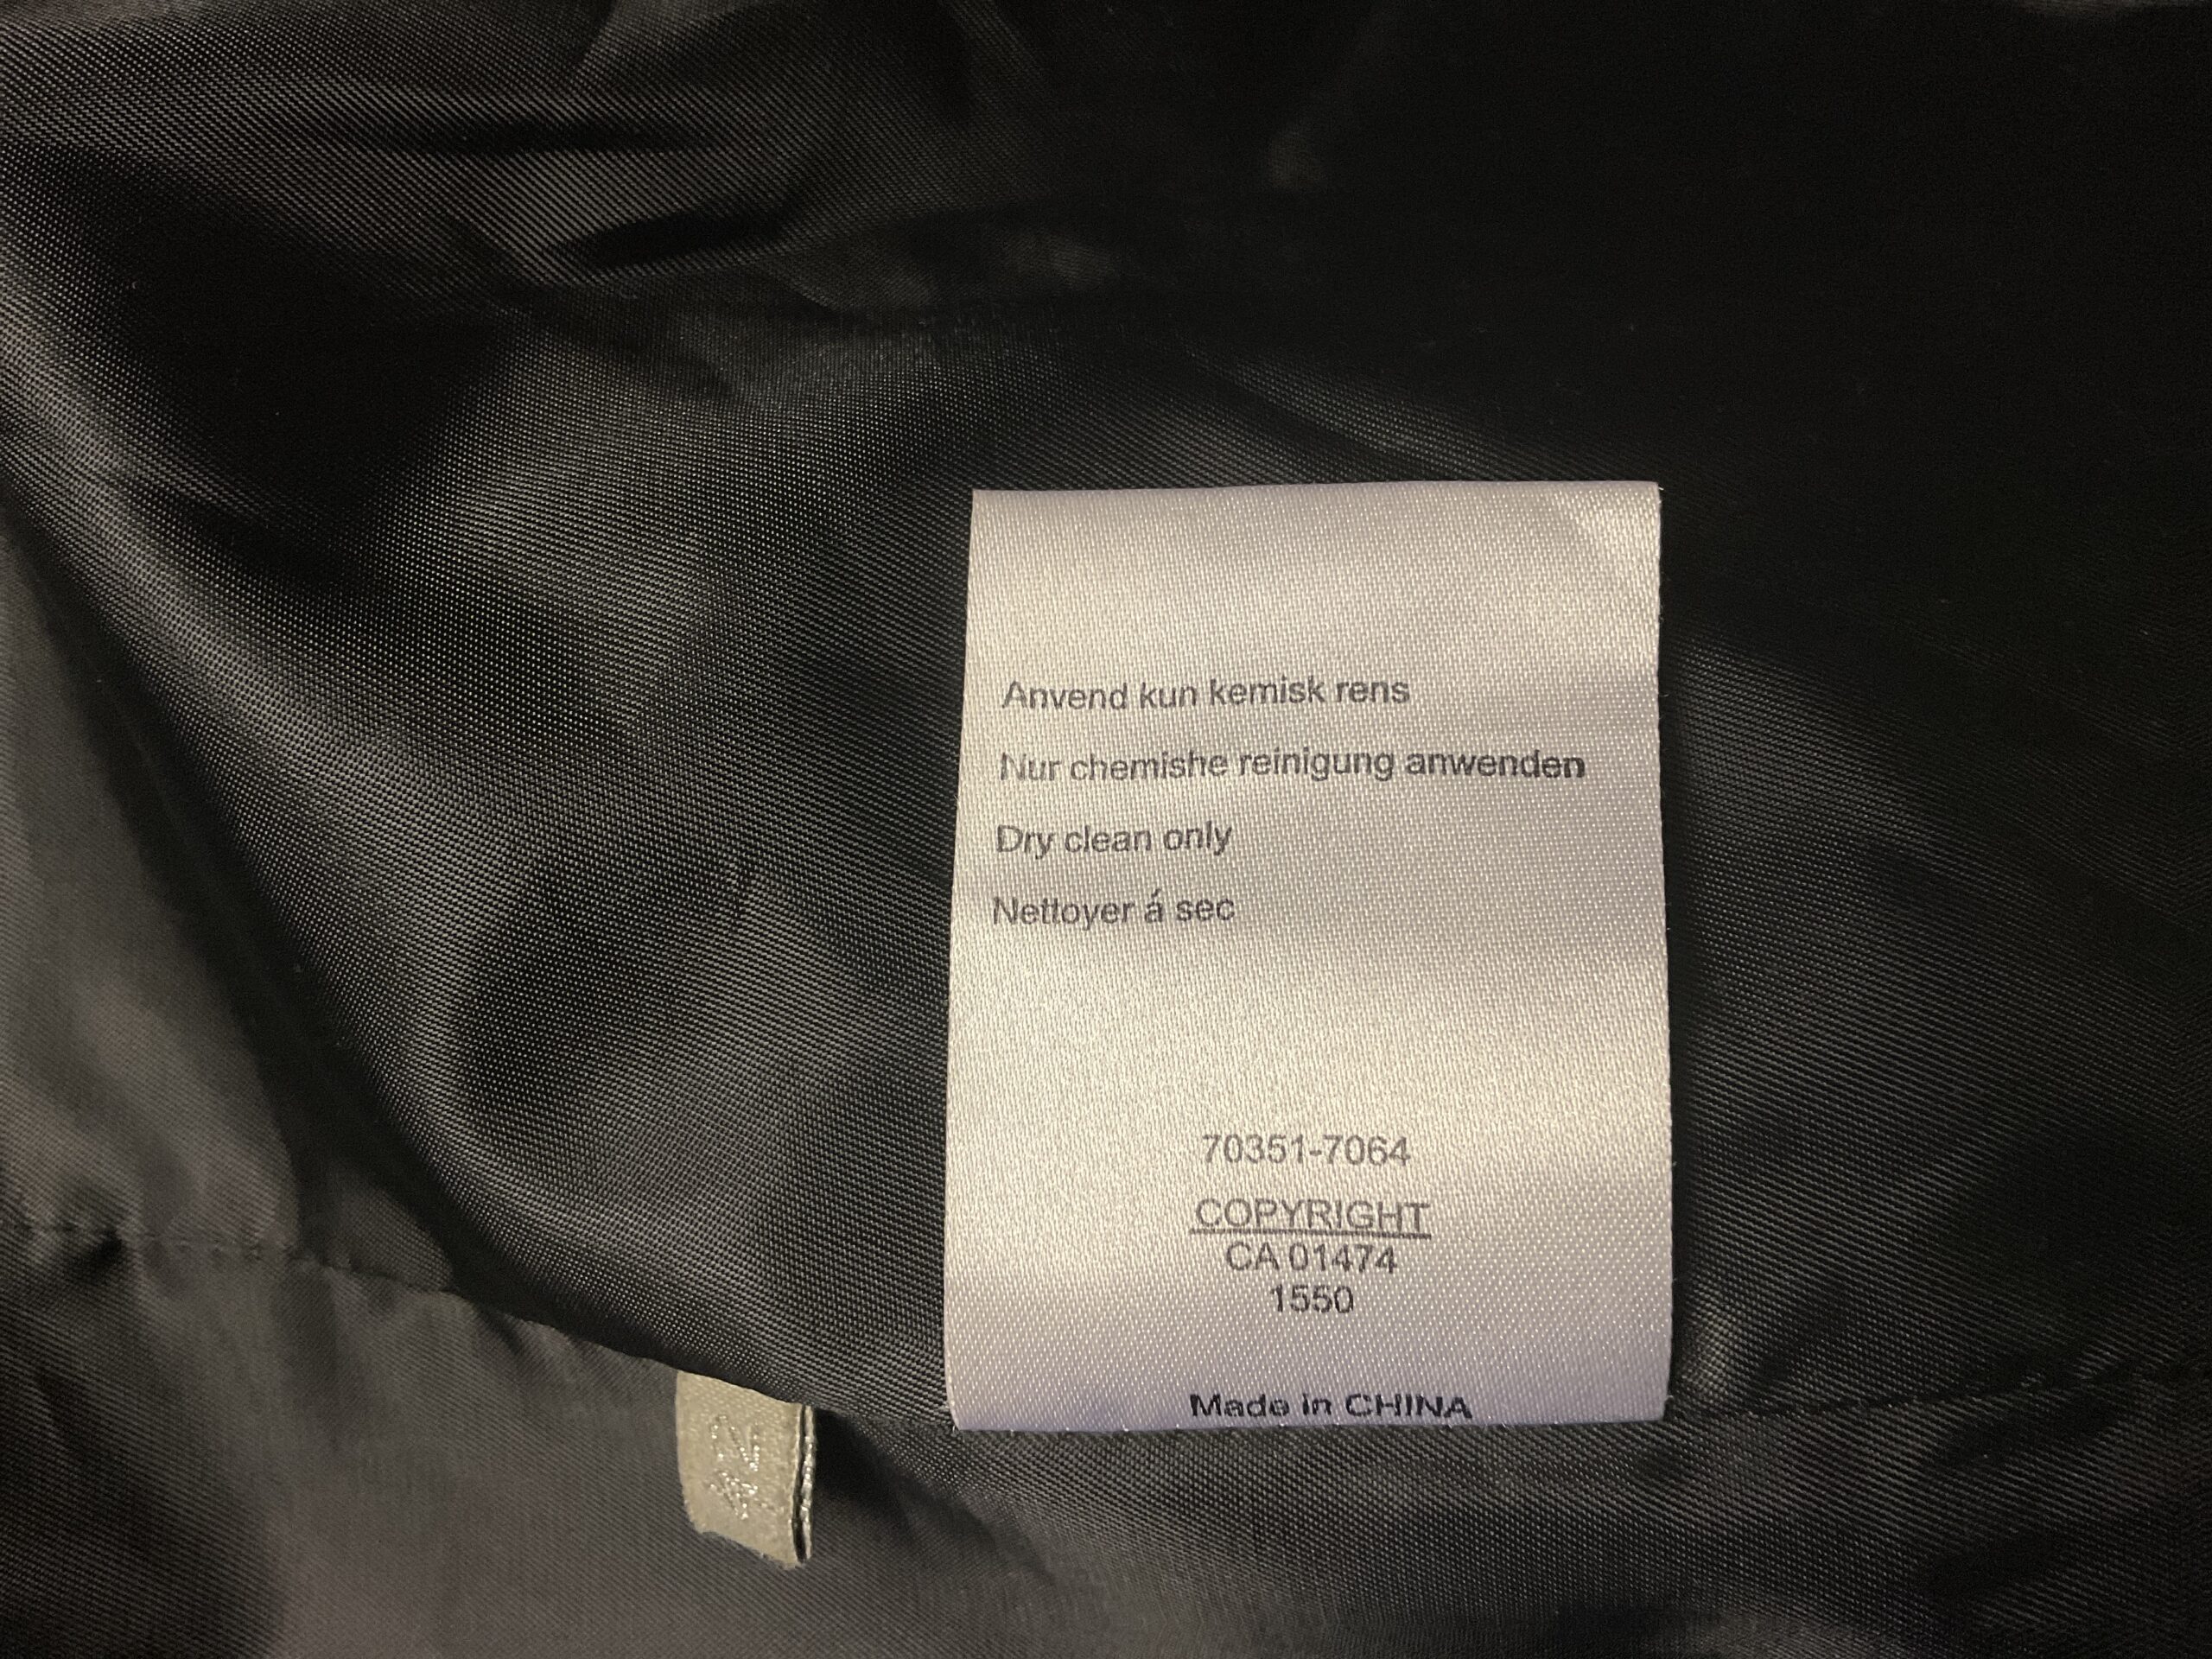 Anvend kun kemisk rens
Nur chemishe reinigung anwenden
Dry clean only
Nettoyer á sec
70351-7064
COPYRIGHT
CA 01474
1550
Made in CHINA
42